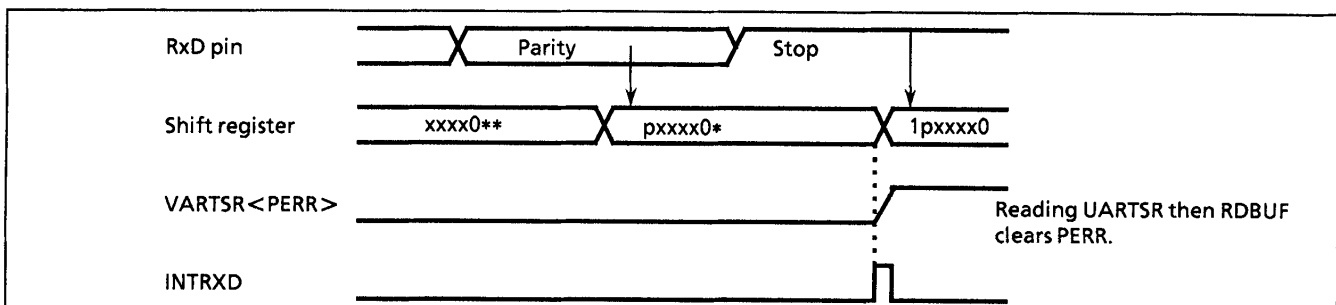 RxD pin
Parity
Stop
Shift register
xxxx0**
pxxxx0*
1pxxxx0
VARTSR<PERR>
Reading UARTSR then RDBUF
clears PERR.
INTRXD